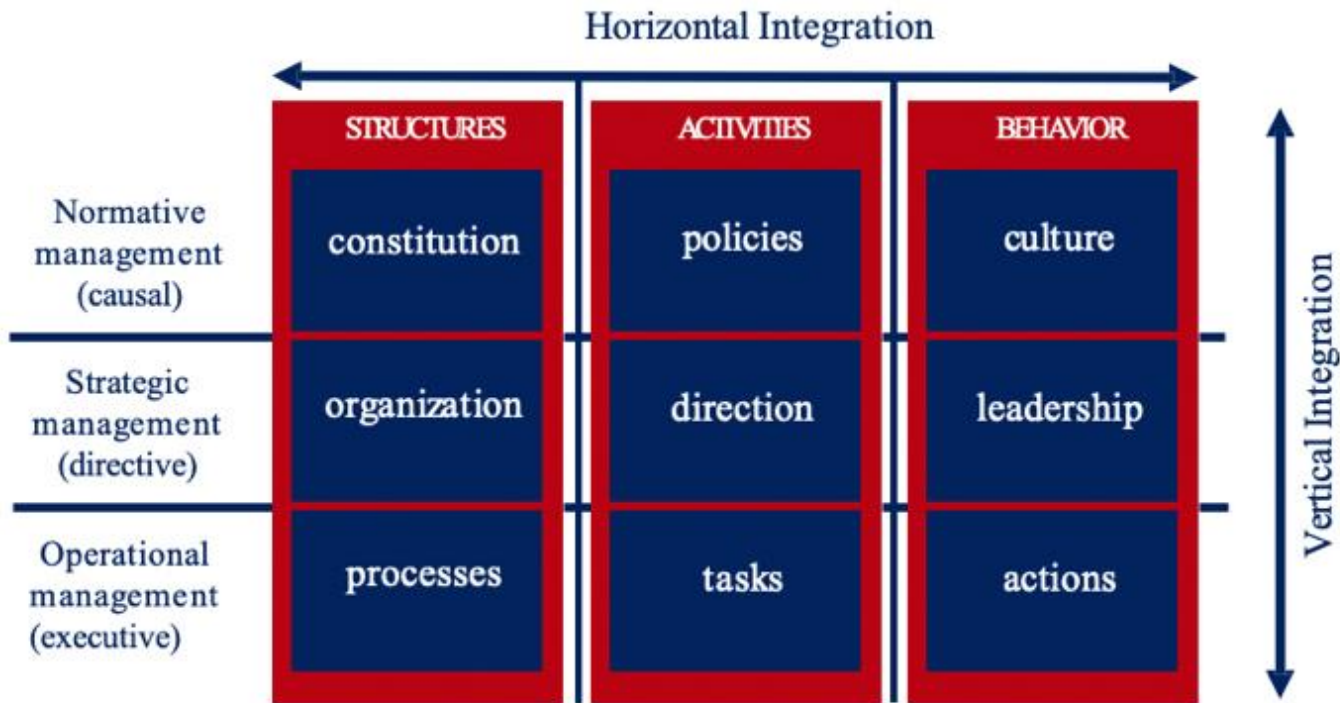 Horizontal Integration
STRUCTURES
ACTIVITIES
BEHAVIOR
Normative
management
(causal)
constitution
policies
culture
Strategic
management
(directive)
organization
direction
leadership
Operational
management
(executive)
processes
tasks
actions
Vertical Integration